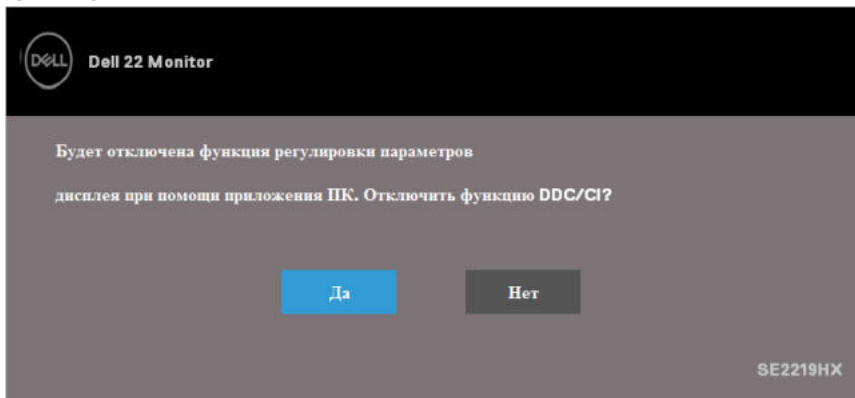 DELL
Dell 22 Monitor
Будет отключена функция регулировки параметров
дисплея при помощи приложения ПК. Отключить функцию DDC/CI?
Да
Нет
SE2219HX